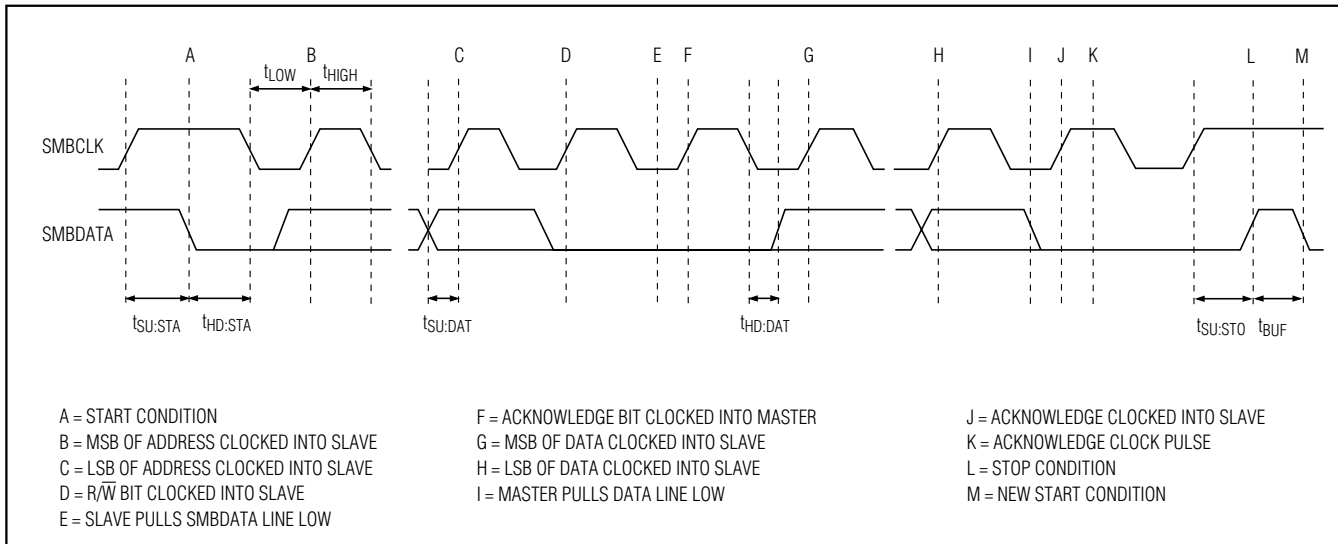 A B C D E F G H I J K L M
tLOW tHIGH
SMBCLK
SMBDATA
tSU:STA tHD:STA tSU:DAT tHD:DAT tSU:STO tBUF
A = START CONDITION
B = MSB OF ADDRESS CLOCKED INTO SLAVE
C = LSB OF ADDRESS CLOCKED INTO SLAVE
D = R/W̅ BIT CLOCKED INTO SLAVE
E = SLAVE PULLS SMBDATA LINE LOW
F = ACKNOWLEDGE BIT CLOCKED INTO MASTER
G = MSB OF DATA CLOCKED INTO SLAVE
H = LSB OF DATA CLOCKED INTO SLAVE
I = MASTER PULLS DATA LINE LOW
J = ACKNOWLEDGE CLOCKED INTO SLAVE
K = ACKNOWLEDGE CLOCK PULSE
L = STOP CONDITION
M = NEW START CONDITION